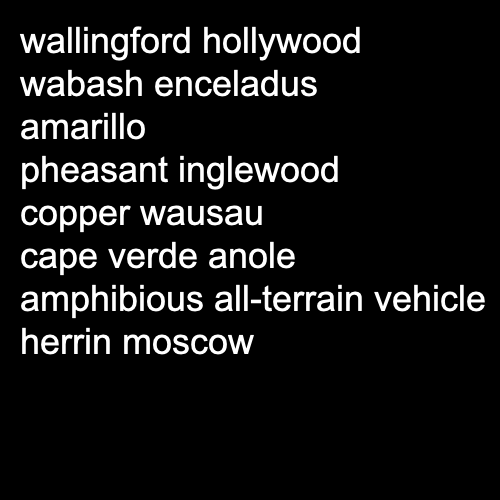 wallingford hollywood
wabash enceladus
amarillo
pheasant inglewood
copper wausau
cape verde anole
amphibious all-terrain vehicle
herrin moscow